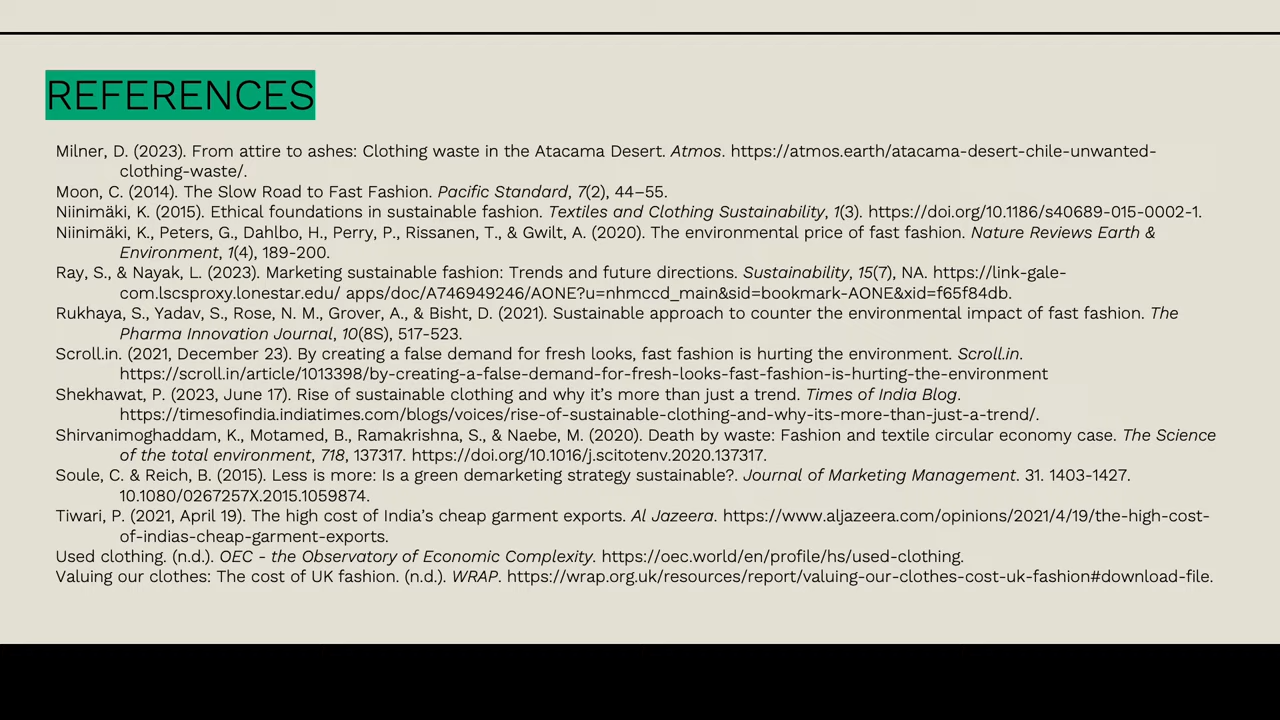 REFERENCES
Milner, D. (2023). From attire to ashes: Clothing waste in the Atacama Desert. Atmos. https://atmos.earth/atacama-desert-chile-unwanted-
clothing-waste/.
Moon, C. (2014). The Slow Road to Fast Fashion. Pacific Standard, 7(2), 44–55.
Niinimäki, K. (2015). Ethical foundations in sustainable fashion. Textiles and Clothing Sustainability, 1(3). https://doi.org/10.1186/s40689-015-0002-1.
Niinimäki, K., Peters, G., Dahlbo, H., Perry, P., Rissanen, T., & Gwilt, A. (2020). The environmental price of fast fashion. Nature Reviews Earth &
Environment, 1(4), 189-200.
Ray, S., & Nayak, L. (2023). Marketing sustainable fashion: Trends and future directions. Sustainability, 15(7), NA. https://link-gale-
com.lscsproxy.lonestar.edu/ apps/doc/A746949246/AONE?u=nhmccd_main&sid=bookmark-AONE&xid=f65f84db.
Rukhaya, S., Yadav, S., Rose, N. M., Grover, A., & Bisht, D. (2021). Sustainable approach to counter the environmental impact of fast fashion. The
Pharma Innovation Journal, 10(8S), 517-523.
Scroll.in. (2021, December 23). By creating a false demand for fresh looks, fast fashion is hurting the environment. Scroll.in.
https://scroll.in/article/1013398/by-creating-a-false-demand-for-fresh-looks-fast-fashion-is-hurting-the-environment
Shekhawat, P. (2023, June 17). Rise of sustainable clothing and why it’s more than just a trend. Times of India Blog.
https://timesofindia.indiatimes.com/blogs/voices/rise-of-sustainable-clothing-and-why-its-more-than-just-a-trend/.
Shirvanimoghaddam, K., Motamed, B., Ramakrishna, S., & Naebe, M. (2020). Death by waste: Fashion and textile circular economy case. The Science
of the total environment, 718, 137317. https://doi.org/10.1016/j.scitotenv.2020.137317.
Soule, C. & Reich, B. (2015). Less is more: Is a green demarketing strategy sustainable?. Journal of Marketing Management. 31. 1403-1427.
10.1080/0267257X.2015.1059874.
Tiwari, P. (2021, April 19). The high cost of India’s cheap garment exports. Al Jazeera. https://www.aljazeera.com/opinions/2021/4/19/the-high-cost-
of-indias-cheap-garment-exports.
Used clothing. (n.d.). OEC - the Observatory of Economic Complexity. https://oec.world/en/profile/hs/used-clothing.
Valuing our clothes: The cost of UK fashion. (n.d.). WRAP. https://wrap.org.uk/resources/report/valuing-our-clothes-cost-uk-fashion#download-file.